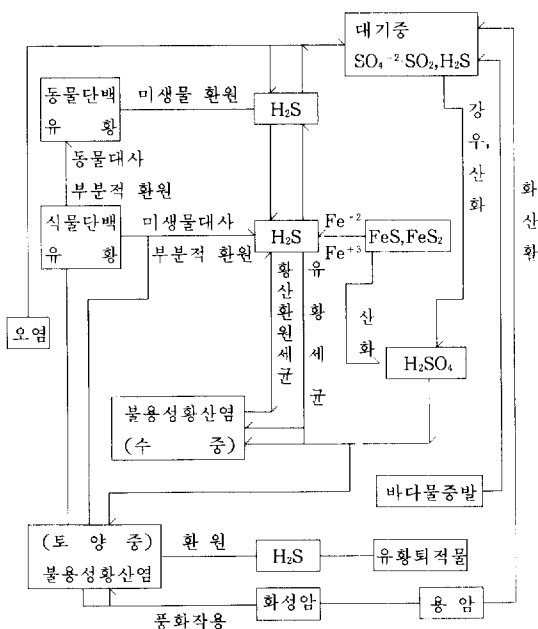 대기중
SO₄⁻²·SO₂,H₂S
동물단백
유 황
미생물 환원
H₂S
강우, 산화
화산활
동물대사
부분적 환원
식물단백
유 황
미생물대사
부분적 환원
H₂S
Fe⁻²
Fe⁺³
FeS,FeS₂
황산환원세균
유황세균
산화
오염
H₂SO₄
불용성황산염
(수 중)
바다물증발
(토 양 중)
불용성황산염
환 원
H₂S
유황퇴적물
풍화작용
화성암
용 암